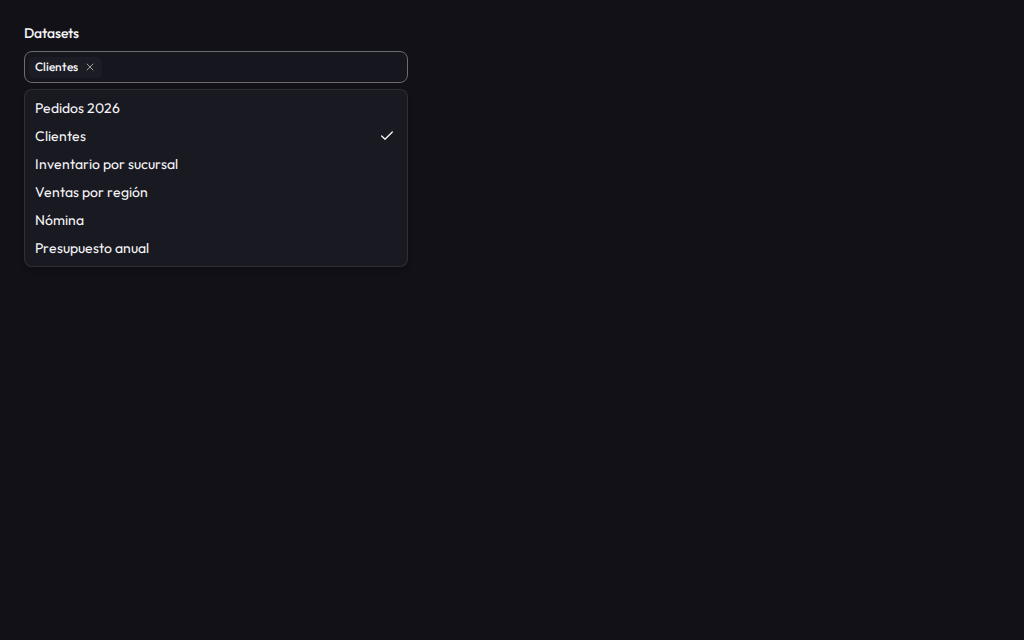 Datasets
Clientes
Pedidos 2026
Clientes
Inventario por sucursal
Ventas por región
Nómina
Presupuesto anual